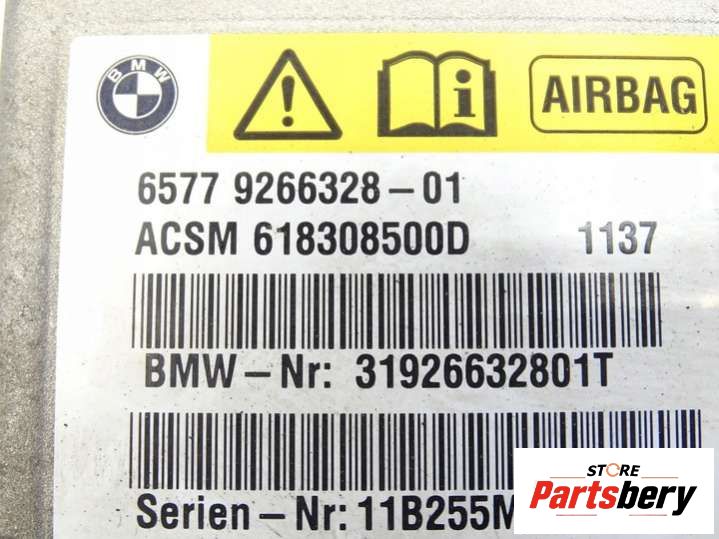 BMW
AIRBAG
6577 9266328-01
ACSM 618308500D 1137
BMW-Nr: 31926632801T
Serien-Nr: 11B255M
STORE
Partsbery